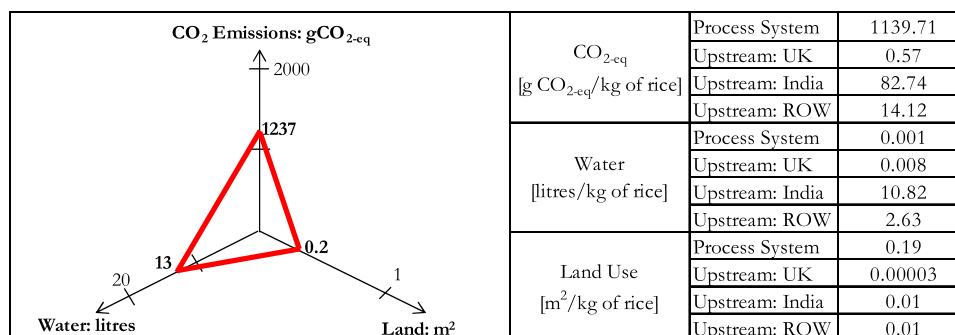 CO2 Emissions: gCO2-eq
2000
1237
13
0.2
20
1
Water: litres
Land: m2
CO2-eq
[g CO2-eq/kg of rice]
Process System 1139.71
Upstream: UK 0.57
Upstream: India 82.74
Upstream: ROW 14.12
Water
[litres/kg of rice]
Process System 0.001
Upstream: UK 0.008
Upstream: India 10.82
Upstream: ROW 2.63
Land Use
[m2/kg of rice]
Process System 0.19
Upstream: UK 0.00003
Upstream: India 0.01
Upstream: ROW 0.01